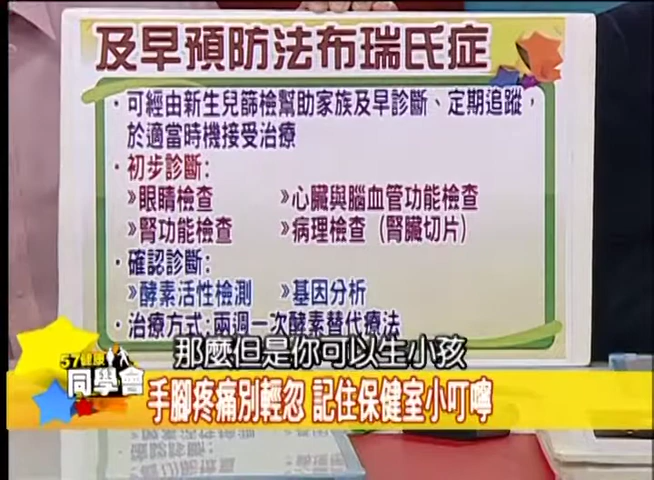 及早預防法布瑞氏症
·可經由新生兒篩檢幫助家族及早診斷、定期追蹤,
於適當時機接受治療
·初步診斷:
»眼睛檢查 »心臟與腦血管功能檢查
»腎功能檢查 »病理檢查(腎臟切片)
·確認診斷:
»酵素活性檢測 »基因分析
·治療方式:兩週一次酵素替代療法
那麼但是你可以生小孩
57健康
同學會
手腳疼痛別輕忽 記住保健室小叮嚀